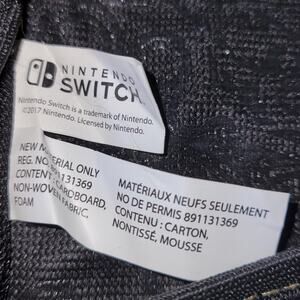 NINTENDO
SWITCH
Nintendo Switch is a trademark of Nintendo.
©2017 Nintendo. Licensed by Nintendo.
NEW MATERIAL ONLY
REG. NO. 891131369
CONTENT: CARDBOARD,
NON-WOVEN FABRIC,
FOAM
MATÉRIAUX NEUFS SEULEMENT
NO DE PERMIS 891131369
CONTENU : CARTON,
NONTISSÉ, MOUSSE